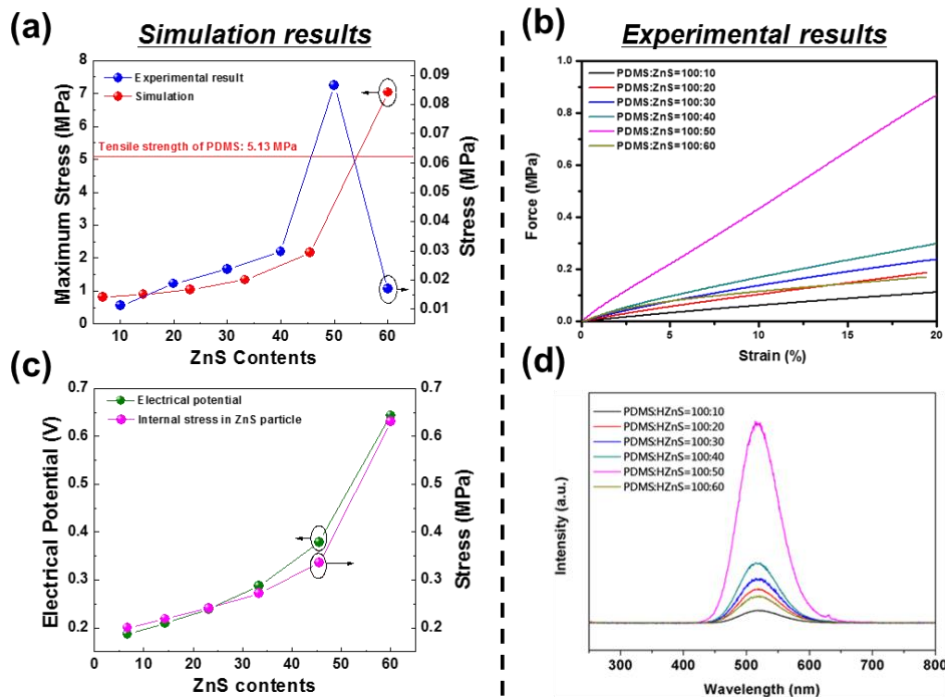 (a)
Simulation results
Experimental result
Simulation
Tensile strength of PDMS: 5.13 MPa
Maximum Stress (MPa)
8
7
6
5
4
3
2
1
0
Stress (MPa)
0.09
0.08
0.07
0.06
0.05
0.04
0.03
0.02
0.01
10 20 30 40 50 60
ZnS Contents
(b)
Experimental results
PDMS:ZnS=100:10
PDMS:ZnS=100:20
PDMS:ZnS=100:30
PDMS:ZnS=100:40
PDMS:ZnS=100:50
PDMS:ZnS=100:60
Force (MPa)
1.0
0.8
0.6
0.4
0.2
0.0
0 5 10 15 20
Strain (%)
(c)
Electrical potential
Internal stress in ZnS particle
Electrical Potential (V)
0.7
0.6
0.5
0.4
0.3
0.2
Stress (MPa)
0.7
0.6
0.5
0.4
0.3
0.2
0 10 20 30 40 50 60
ZnS contents
(d)
PDMS:HZnS=100:10
PDMS:HZnS=100:20
PDMS:HZnS=100:30
PDMS:HZnS=100:40
PDMS:HZnS=100:50
PDMS:HZnS=100:60
Intensity (a.u.)
300 400 500 600 700 800
Wavelength (nm)